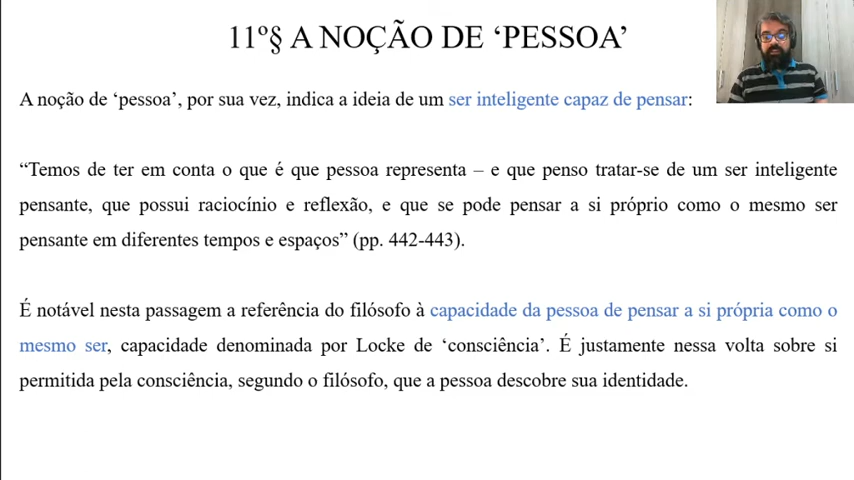 11º§ A NOÇÃO DE ‘PESSOA’
A noção de ‘pessoa’, por sua vez, indica a ideia de um ser inteligente capaz de pensar:
“Temos de ter em conta o que é que pessoa representa – e que penso tratar-se de um ser inteligente
pensante, que possui raciocínio e reflexão, e que se pode pensar a si próprio como o mesmo ser
pensante em diferentes tempos e espaços” (pp. 442-443).
É notável nesta passagem a referência do filósofo à capacidade da pessoa de pensar a si própria como o
mesmo ser, capacidade denominada por Locke de ‘consciência’. É justamente nessa volta sobre si
permitida pela consciência, segundo o filósofo, que a pessoa descobre sua identidade.